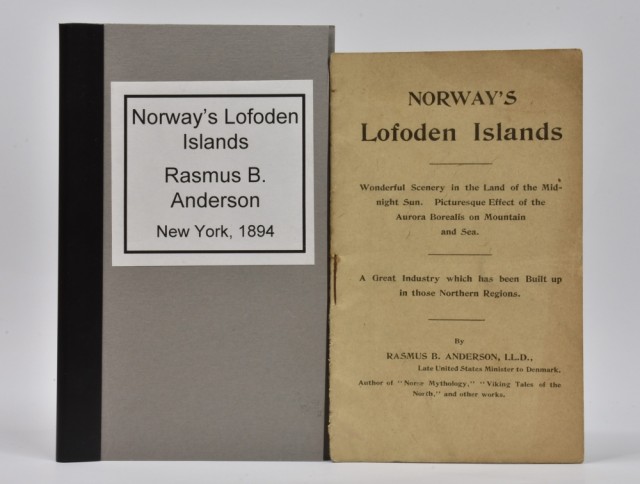 Norway's Lofoden
Islands
Rasmus B.
Anderson
New York, 1894
NORWAY'S
Lofoden Islands
Wonderful Scenery in the Land of the Mid-
night Sun. Picturesque Effect of the
Aurora Borealis on Mountain
and Sea.
A Great Industry which has been Built up
in those Northern Regions.
By
RASMUS B. ANDERSON, LL.D.,
Late United States Minister to Denmark.
Author of "Norse Mythology," "Viking Tales of the
North," and other works.